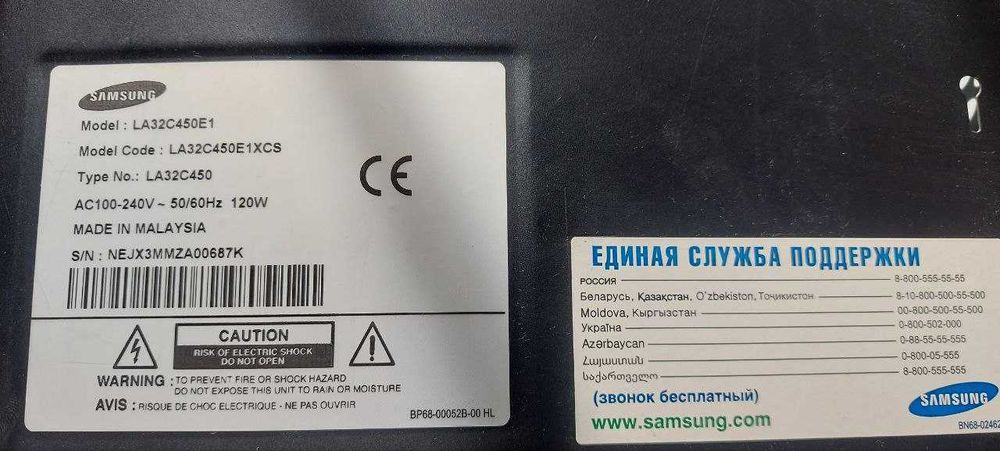 SAMSUNG
Model : LA32C450E1
Model Code : LA32C450E1XCS
Type No.: LA32C450
AC100-240V ~ 50/60Hz 120W
MADE IN MALAYSIA
S/N : NEJX3MMZA00687K
CE
CAUTION
RISK OF ELECTRIC SHOCK
DO NOT OPEN
WARNING : TO PREVENT FIRE OR SHOCK HAZARD
DO NOT EXPOSE THIS UNIT TO RAIN OR MOISTURE
AVIS : RISQUE DE CHOC ELECTRIQUE - NE PAS OUVRIR
BP68-00052B-00 HL
ЕДИНАЯ СЛУЖБА ПОДДЕРЖКИ
РОССИЯ 8-800-555-55-55
Беларусь, Қазақстан, O'zbekiston, Тоҷикистон 8-10-800-500-55-500
Moldova, Кыргызстан 00-800-500-55-500
Україна 0-800-502-000
Azərbaycan 0-88-55-55-555
Հայաստան 0-800-05-555
საქართველო 8-800-555-555
(звонок бесплатный)
www.samsung.com
SAMSUNG
BN68-02462